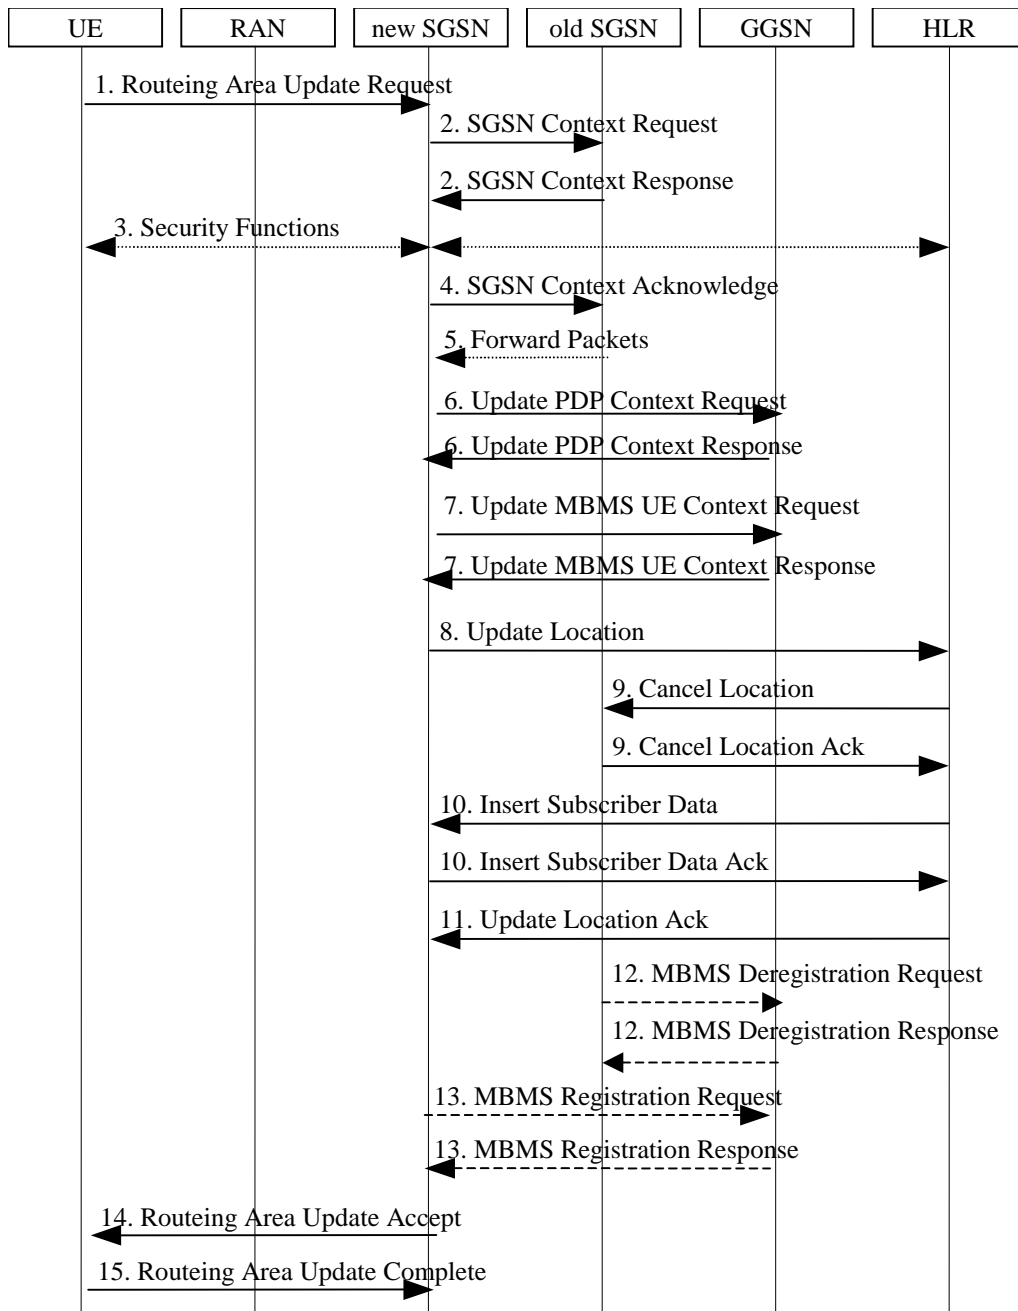 UE RAN new SGSN old SGSN GGSN HLR
1. Routeing Area Update Request
2. SGSN Context Request
2. SGSN Context Response
3. Security Functions
4. SGSN Context Acknowledge
5. Forward Packets
6. Update PDP Context Request
6. Update PDP Context Response
7. Update MBMS UE Context Request
7. Update MBMS UE Context Response
8. Update Location
9. Cancel Location
9. Cancel Location Ack
10. Insert Subscriber Data
10. Insert Subscriber Data Ack
11. Update Location Ack
12. MBMS Deregistration Request
12. MBMS Deregistration Response
13. MBMS Registration Request
13. MBMS Registration Response
14. Routeing Area Update Accept
15. Routeing Area Update Complete